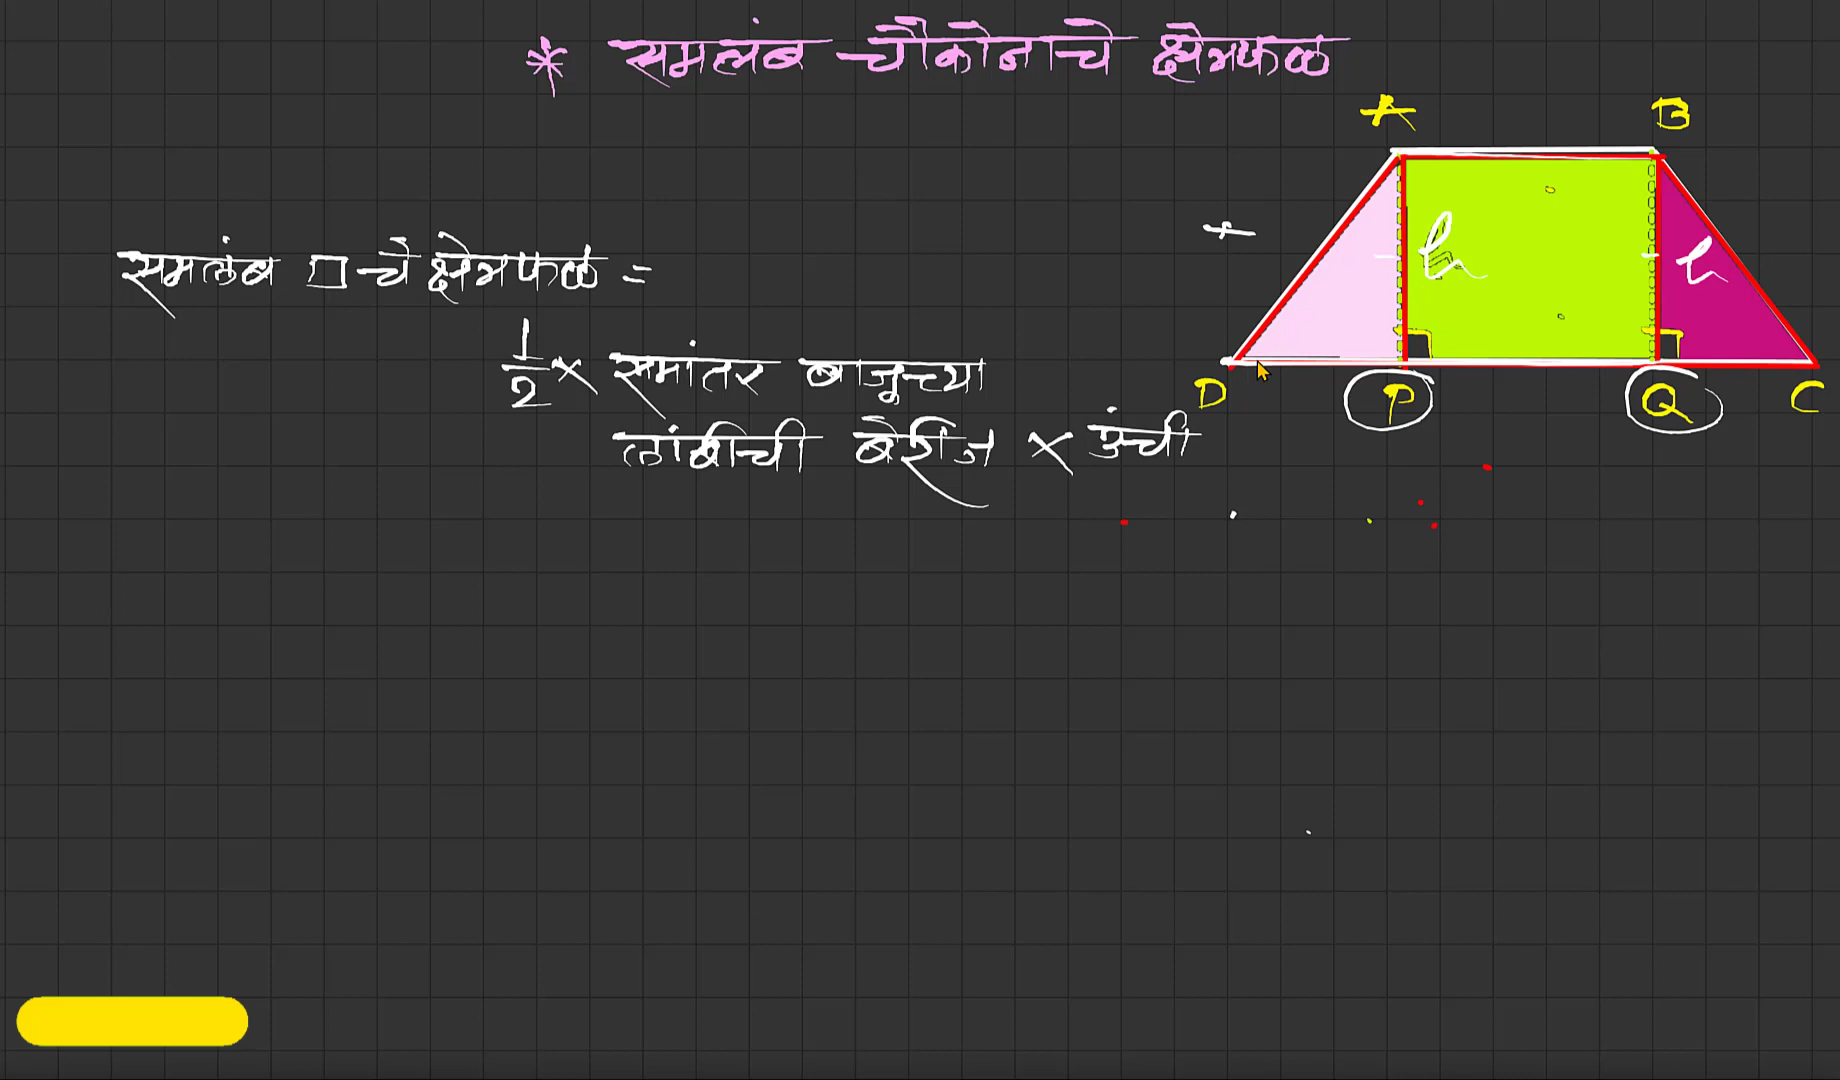 * समलंब चौकोनाचे क्षेत्रफळ
A B
समलंब □ चे क्षेत्रफळ =
h h
1/2 × समांतर बाजूच्या
लांबीची बेरीज × उंची
D P Q C